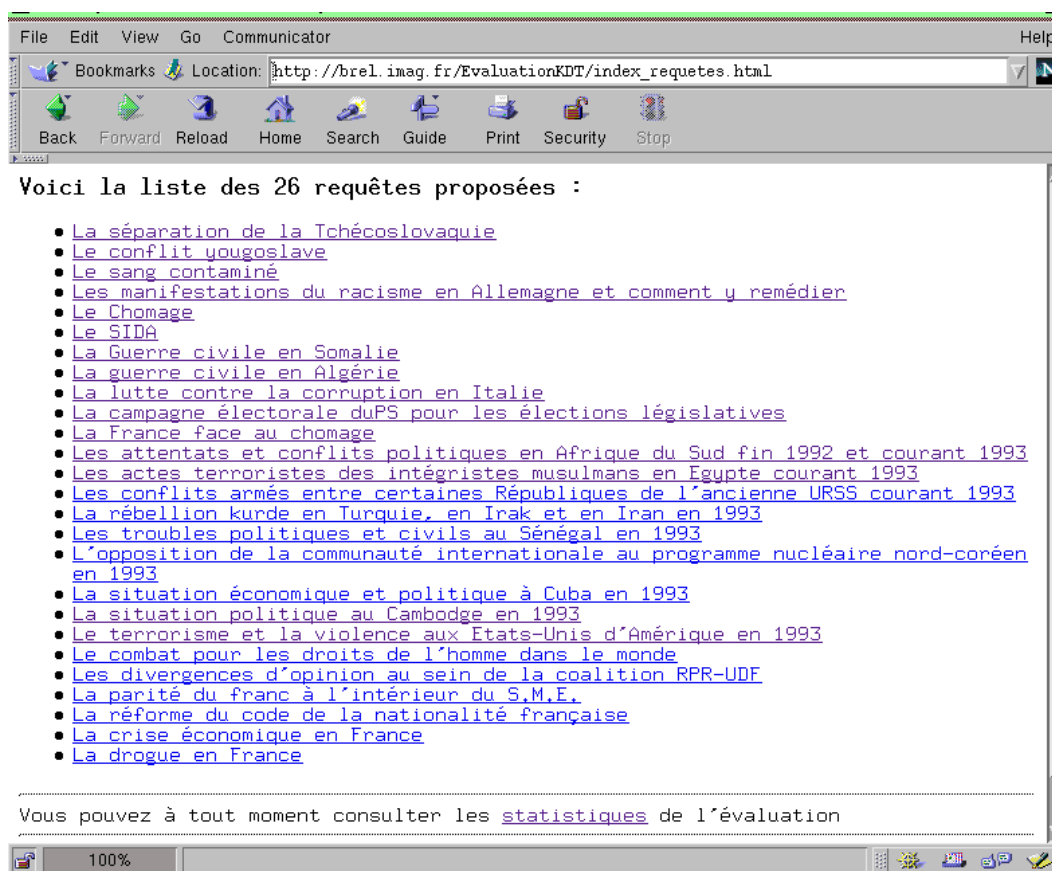 File Edit View Go Communicator Help
Bookmarks Location: http://brel.imag.fr/EvaluationKDT/index_requetes.html N
Back Forward Reload Home Search Guide Print Security Stop
Voici la liste des 26 requêtes proposées :
La séparation de la Tchécoslovaquie
Le conflit yougoslave
Le sang contaminé
Les manifestations du racisme en Allemagne et comment y remédier
Le Chomage
Le SIDA
La Guerre civile en Somalie
La guerre civile en Algérie
La lutte contre la corruption en Italie
La campagne électorale duPS pour les élections législatives
La France face au chomage
Les attentats et conflits politiques en Afrique du Sud fin 1992 et courant 1993
Les actes terroristes des intégristes musulmans en Egypte courant 1993
Les conflits armés entre certaines Républiques de l'ancienne URSS courant 1993
La rébellion kurde en Turquie, en Irak et en Iran en 1993
Les troubles politiques et civils au Sénégal en 1993
L'opposition de la communauté internationale au programme nucléaire nord-coréen
en 1993
La situation économique et politique à Cuba en 1993
La situation politique au Cambodge en 1993
Le terrorisme et la violence aux Etats-Unis d'Amérique en 1993
Le combat pour les droits de l'homme dans le monde
Les divergences d'opinion au sein de la coalition RPR-UDF
La parité du franc à l'intérieur du S.M.E.
La réforme du code de la nationalité française
La crise économique en France
La drogue en France
Vous pouvez à tout moment consulter les statistiques de l'évaluation
100%